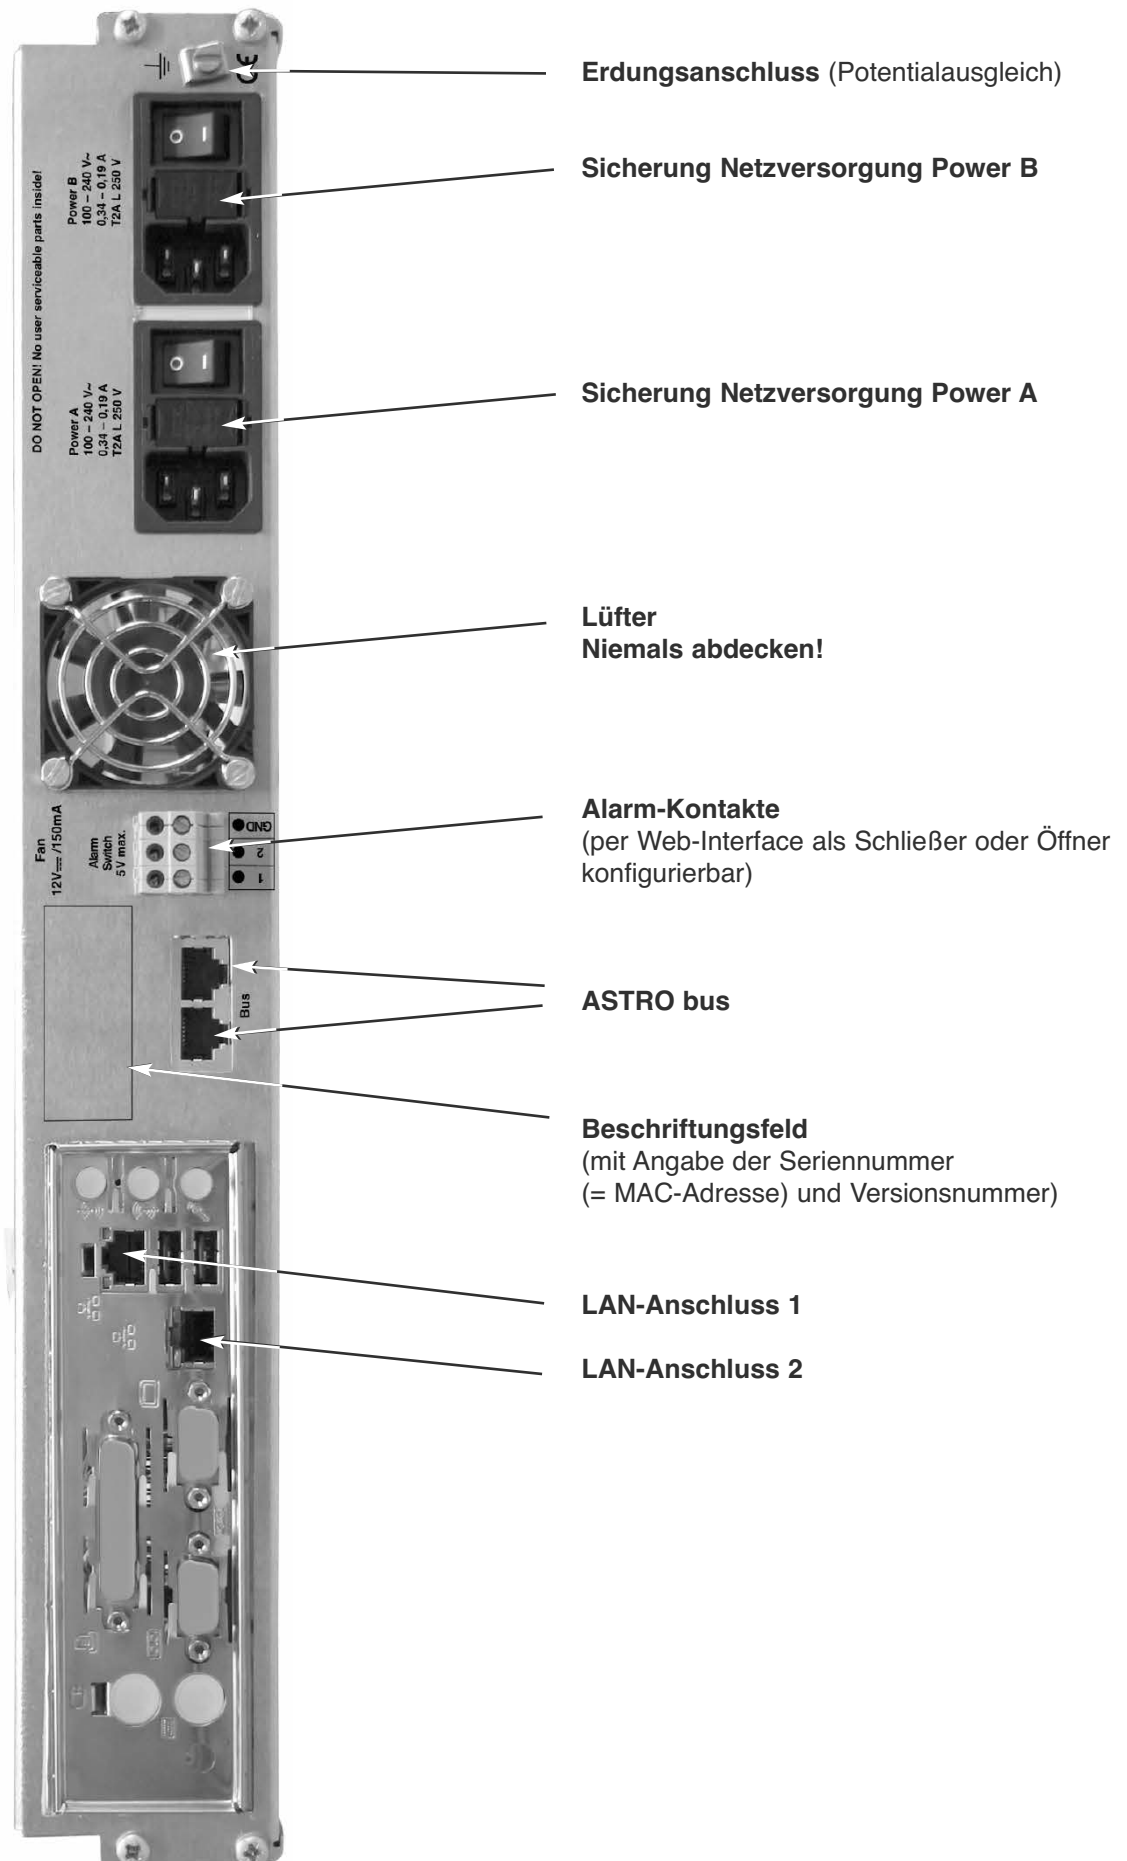 Erdungsanschluss (Potentialausgleich)
CE
Sicherung Netzversorgung Power B
O I
Power B
100 – 240 V~
0,34 – 0,19 A
T2A L 250 V
DO NOT OPEN! No user serviceable parts inside!
Sicherung Netzversorgung Power A
O I
Power A
100 – 240 V~
0,34 – 0,19 A
T2A L 250 V
Lüfter
Niemals abdecken!
Fan
12V⎓ /150mA
Alarm
Switch
5V max.
GND
2
1
Alarm-Kontakte
(per Web-Interface als Schließer oder Öffner
konfigurierbar)
Bus
ASTRO bus
Beschriftungsfeld
(mit Angabe der Seriennummer
(= MAC-Adresse) und Versionsnummer)
LAN-Anschluss 1
LAN-Anschluss 2